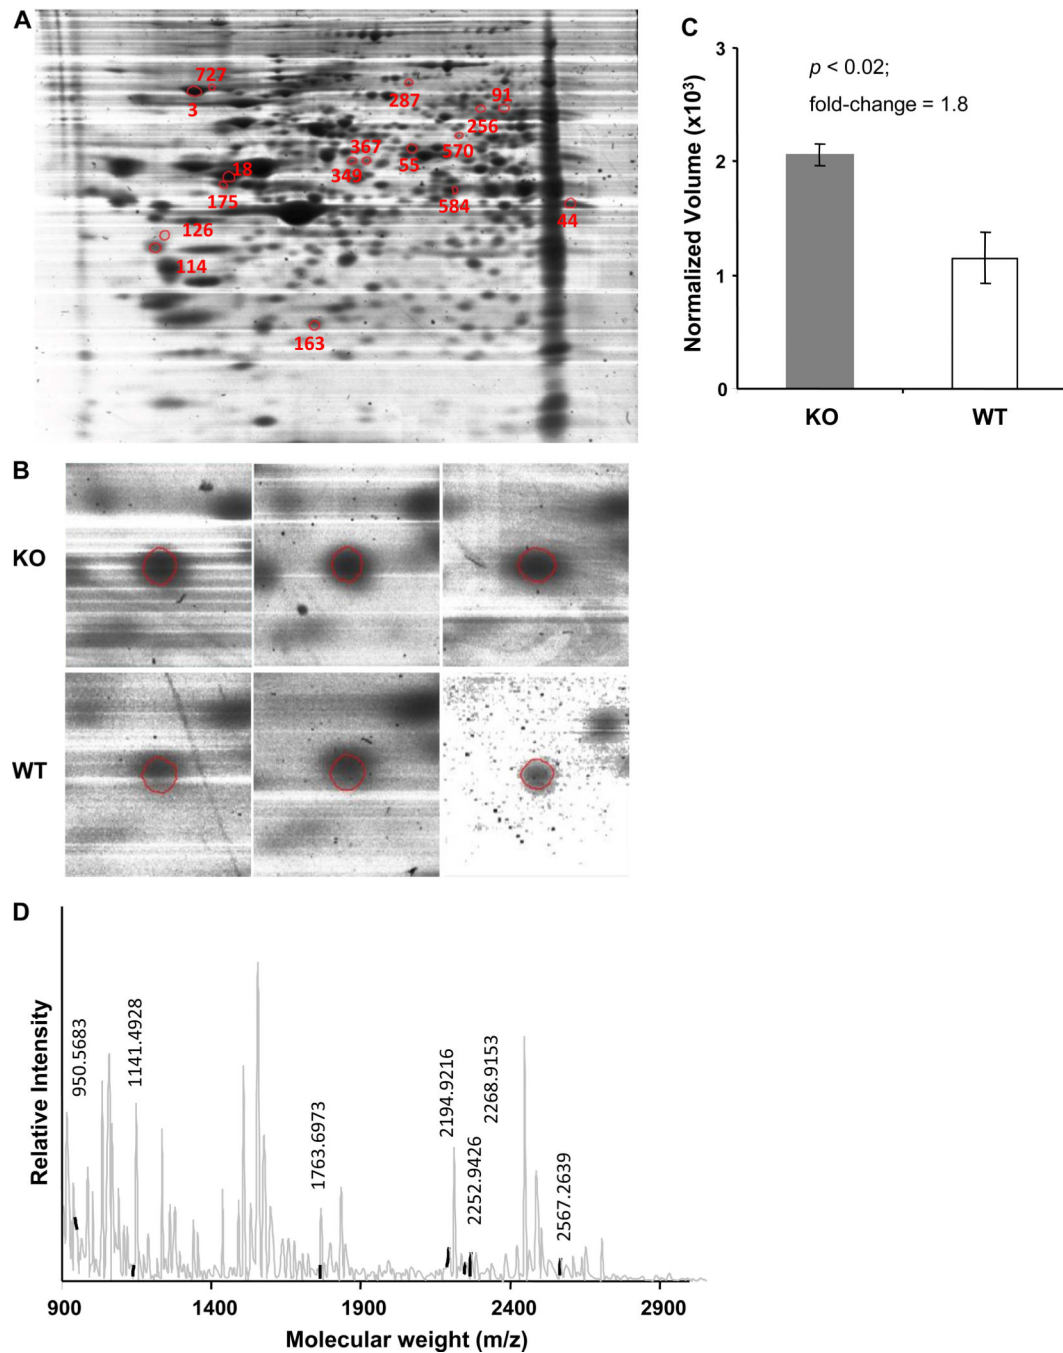 A
727
3
287
91
256
570
55
367
349
18
175
584
44
126
114
163
C
Normalized Volume (x10³)
3
2
1
0
p < 0.02;
fold-change = 1.8
KO
WT
B
KO
WT
D
Relative Intensity
950.5683
1141.4928
1763.6973
2194.9216
2252.9426
2268.9153
2567.2639
900
1400
1900
2400
2900
Molecular weight (m/z)